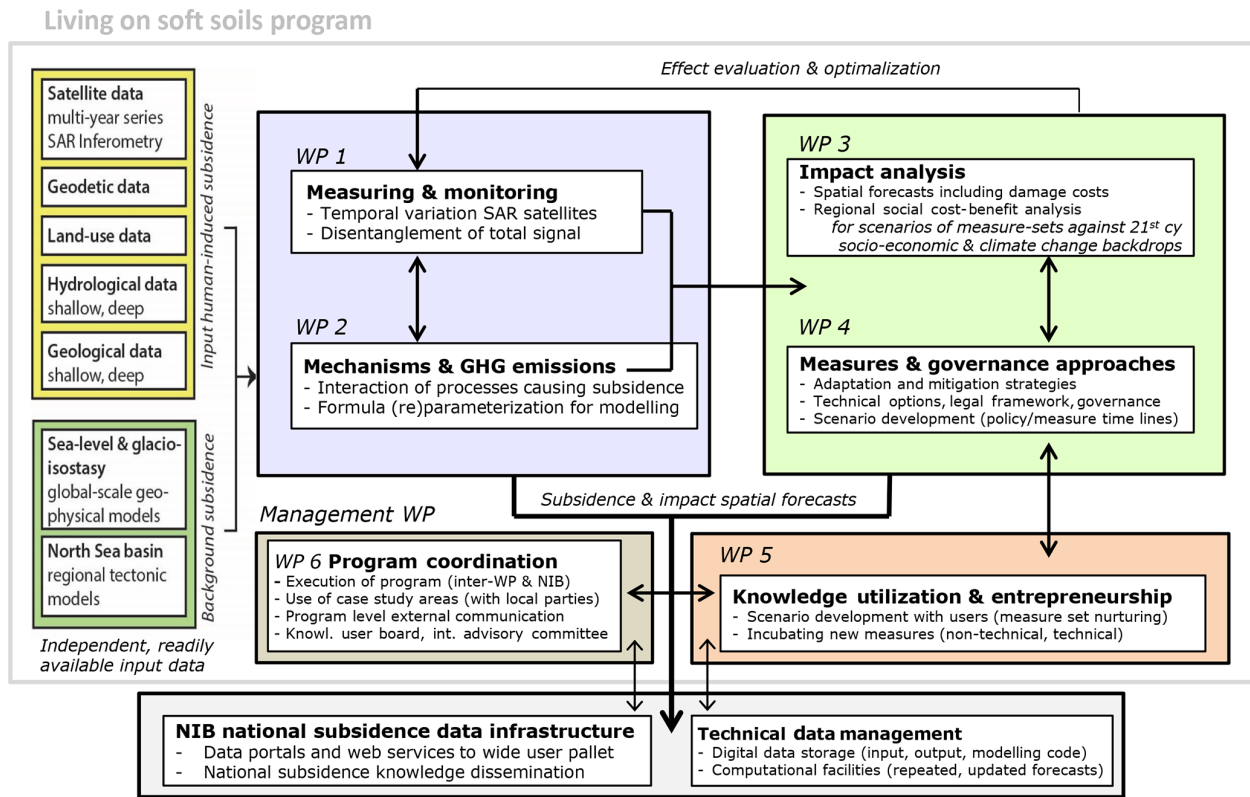 Living on soft soils program
Satellite data
multi-year series
SAR Inferometry
Geodetic data
Land-use data
Hydrological data
shallow, deep
Geological data
shallow, deep
Input human-induced subsidence
Sea-level & glacio-
isostasy
global-scale geo-
physical models
North Sea basin
regional tectonic
models
Background subsidence
Independent, readily
available input data
Effect evaluation & optimalization
WP 1
Measuring & monitoring
- Temporal variation SAR satellites
- Disentanglement of total signal
WP 2
Mechanisms & GHG emissions
- Interaction of processes causing subsidence
- Formula (re)parameterization for modelling
WP 3
Impact analysis
- Spatial forecasts including damage costs
- Regional social cost-benefit analysis
for scenarios of measure-sets against 21st cy
socio-economic & climate change backdrops
WP 4
Measures & governance approaches
- Adaptation and mitigation strategies
- Technical options, legal framework, governance
- Scenario development (policy/measure time lines)
Subsidence & impact spatial forecasts
Management WP
WP 6 Program coordination
- Execution of program (inter-WP & NIB)
- Use of case study areas (with local parties)
- Program level external communication
- Knowl. user board, int. advisory committee
WP 5
Knowledge utilization & entrepreneurship
- Scenario development with users (measure set nurturing)
- Incubating new measures (non-technical, technical)
NIB national subsidence data infrastructure
- Data portals and web services to wide user pallet
- National subsidence knowledge dissemination
Technical data management
- Digital data storage (input, output, modelling code)
- Computational facilities (repeated, updated forecasts)